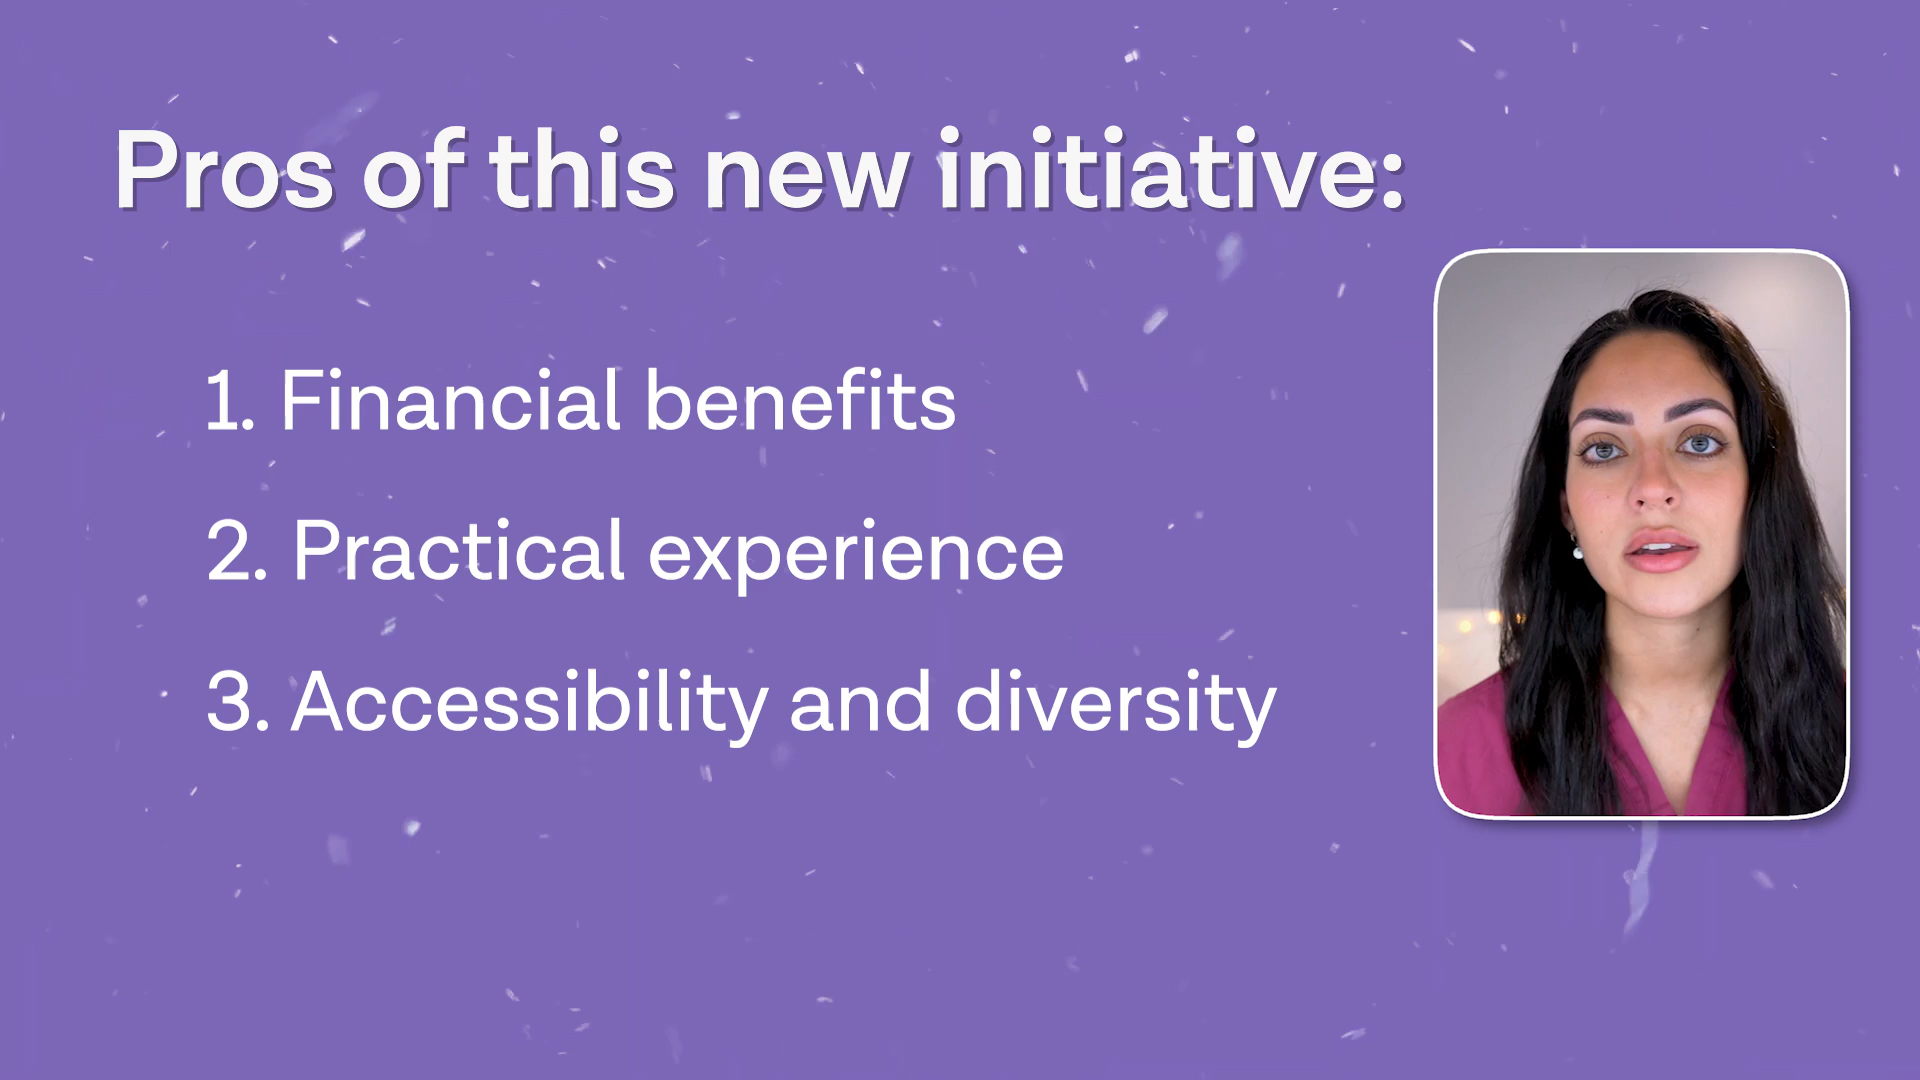 Pros of this new initiative:
1. Financial benefits
2. Practical experience
3. Accessibility and diversity